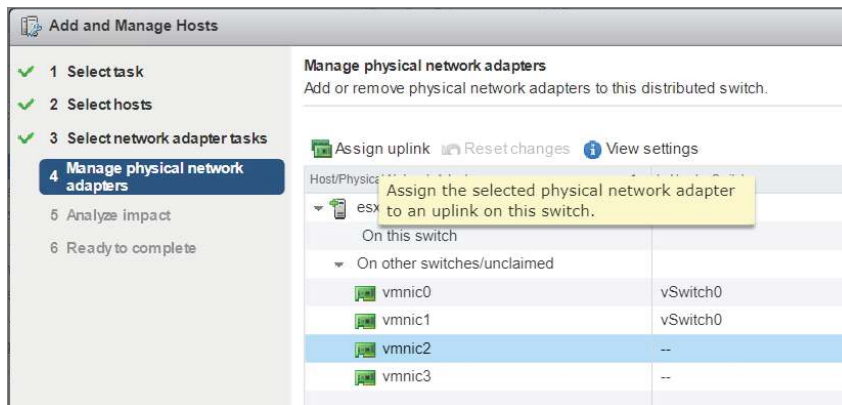 Add and Manage Hosts
1 Select task
2 Select hosts
3 Select network adapter tasks
4 Manage physical network
adapters
5 Analyze impact
6 Ready to complete
Manage physical network adapters
Add or remove physical network adapters to this distributed switch.
Assign uplink Reset changes View settings
Host/Physical
Assign the selected physical network adapter
to an uplink on this switch.
esx
On this switch
On other switches/unclaimed
vmnic0 vSwitch0
vmnic1 vSwitch0
vmnic2 --
vmnic3 --